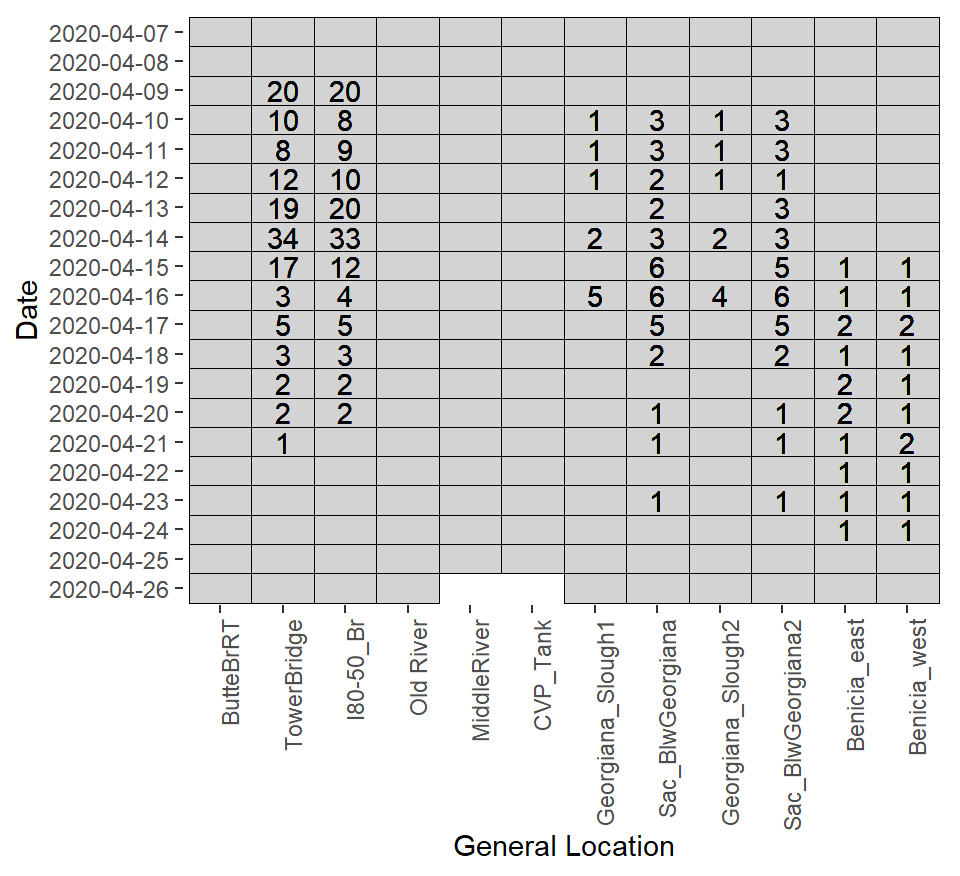 2020-04-07
2020-04-08
2020-04-09 20 20
2020-04-10 10 8 1 3 1 3
2020-04-11 8 9 1 3 1 3
2020-04-12 12 10 1 2 1 1
2020-04-13 19 20 2 3
2020-04-14 34 33 2 3 2 3
2020-04-15 17 12 6 5 1 1
2020-04-16 3 4 5 6 4 6 1 1
2020-04-17 5 5 5 5 2 2
2020-04-18 3 3 2 2 1 1
2020-04-19 2 2 2 1
2020-04-20 2 2 1 1 2 1
2020-04-21 1 1 1 1 2
2020-04-22 1 1
2020-04-23 1 1 1 1
2020-04-24 1 1
2020-04-25
2020-04-26
Date
ButteBrRT
TowerBridge
I80-50_Br
Old River
MiddleRiver
CVP_Tank
Georgiana_Slough1
Sac_BlwGeorgiana
Georgiana_Slough2
Sac_BlwGeorgiana2
Benicia_east
Benicia_west
General Location